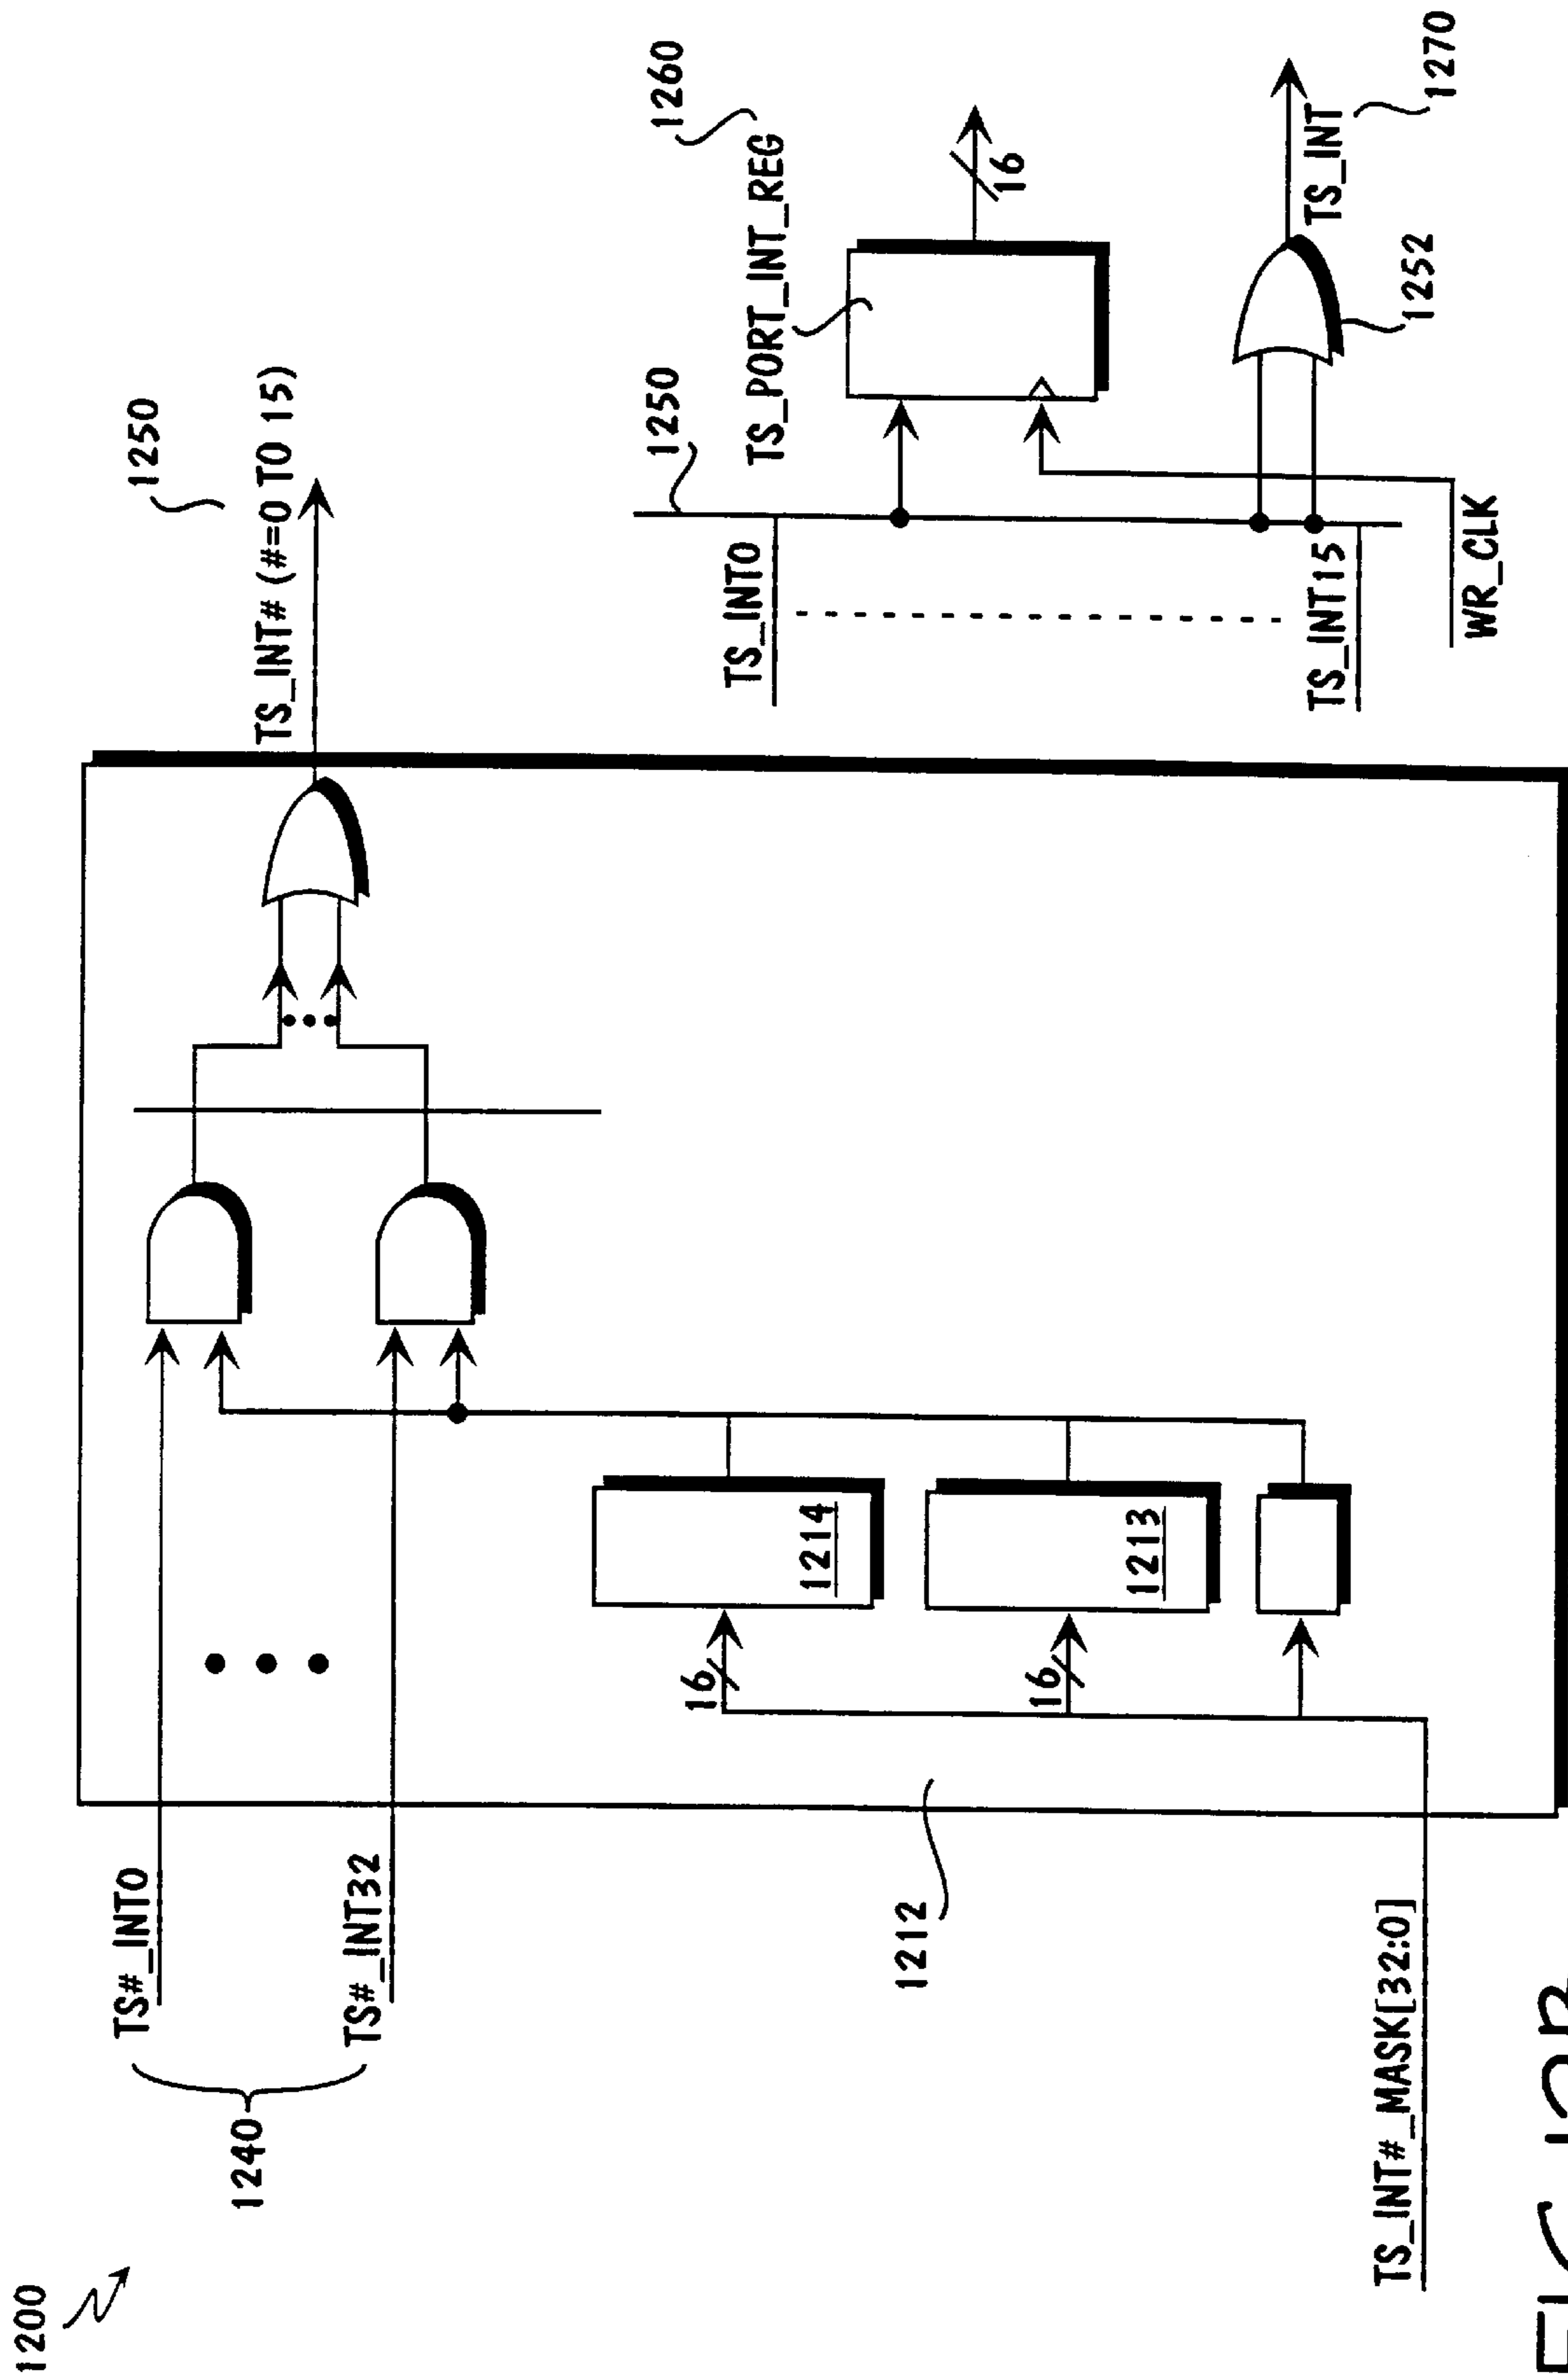 1200
1240
TS#_INT0
TS#_INT32
TS_INT#_MASK[32:0]
1212
16
16
1214
1213
1250
TS_INT# (#=0 TO 15)
TS_INT0
TS_INT15
WR_CLK
1250
TS_PORT_INT_REG
1260
16
1252
TS_INT
1270